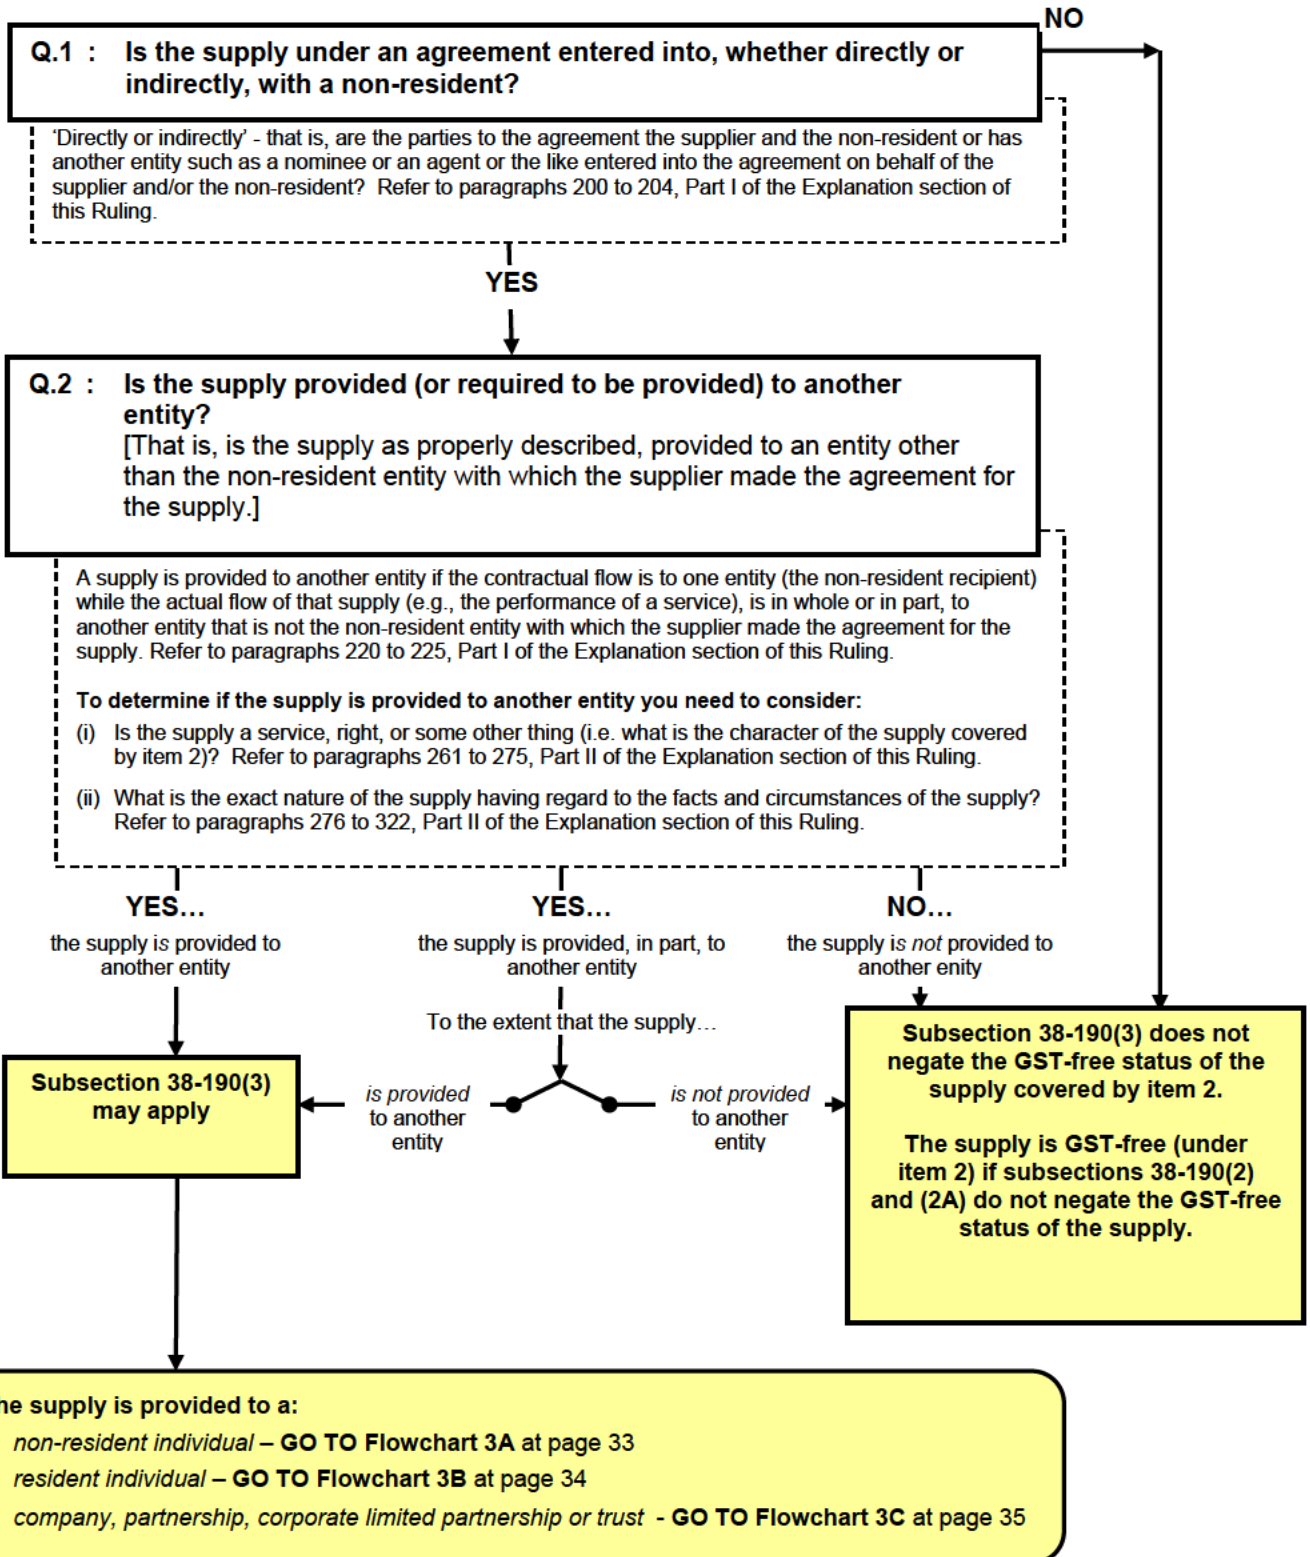 NO
Q.1 : Is the supply under an agreement entered into, whether directly or
indirectly, with a non-resident?
'Directly or indirectly' - that is, are the parties to the agreement the supplier and the non-resident or has
another entity such as a nominee or an agent or the like entered into the agreement on behalf of the
supplier and/or the non-resident? Refer to paragraphs 200 to 204, Part I of the Explanation section of
this Ruling.
YES
Q.2 : Is the supply provided (or required to be provided) to another
entity?
[That is, is the supply as properly described, provided to an entity other
than the non-resident entity with which the supplier made the agreement for
the supply.]
A supply is provided to another entity if the contractual flow is to one entity (the non-resident recipient)
while the actual flow of that supply (e.g., the performance of a service), is in whole or in part, to
another entity that is not the non-resident entity with which the supplier made the agreement for the
supply. Refer to paragraphs 220 to 225, Part I of the Explanation section of this Ruling.
To determine if the supply is provided to another entity you need to consider:
(i) Is the supply a service, right, or some other thing (i.e. what is the character of the supply covered
by item 2)? Refer to paragraphs 261 to 275, Part II of the Explanation section of this Ruling.
(ii) What is the exact nature of the supply having regard to the facts and circumstances of the supply?
Refer to paragraphs 276 to 322, Part II of the Explanation section of this Ruling.
YES…
the supply is provided to
another entity
YES…
the supply is provided, in part, to
another entity
NO…
the supply is not provided to
another enity
To the extent that the supply…
is provided
to another
entity
is not provided
to another
entity
Subsection 38-190(3)
may apply
Subsection 38-190(3) does not
negate the GST-free status of the
supply covered by item 2.
The supply is GST-free (under
item 2) if subsections 38-190(2)
and (2A) do not negate the GST-free
status of the supply.
he supply is provided to a:
non-resident individual – GO TO Flowchart 3A at page 33
resident individual – GO TO Flowchart 3B at page 34
company, partnership, corporate limited partnership or trust - GO TO Flowchart 3C at page 35